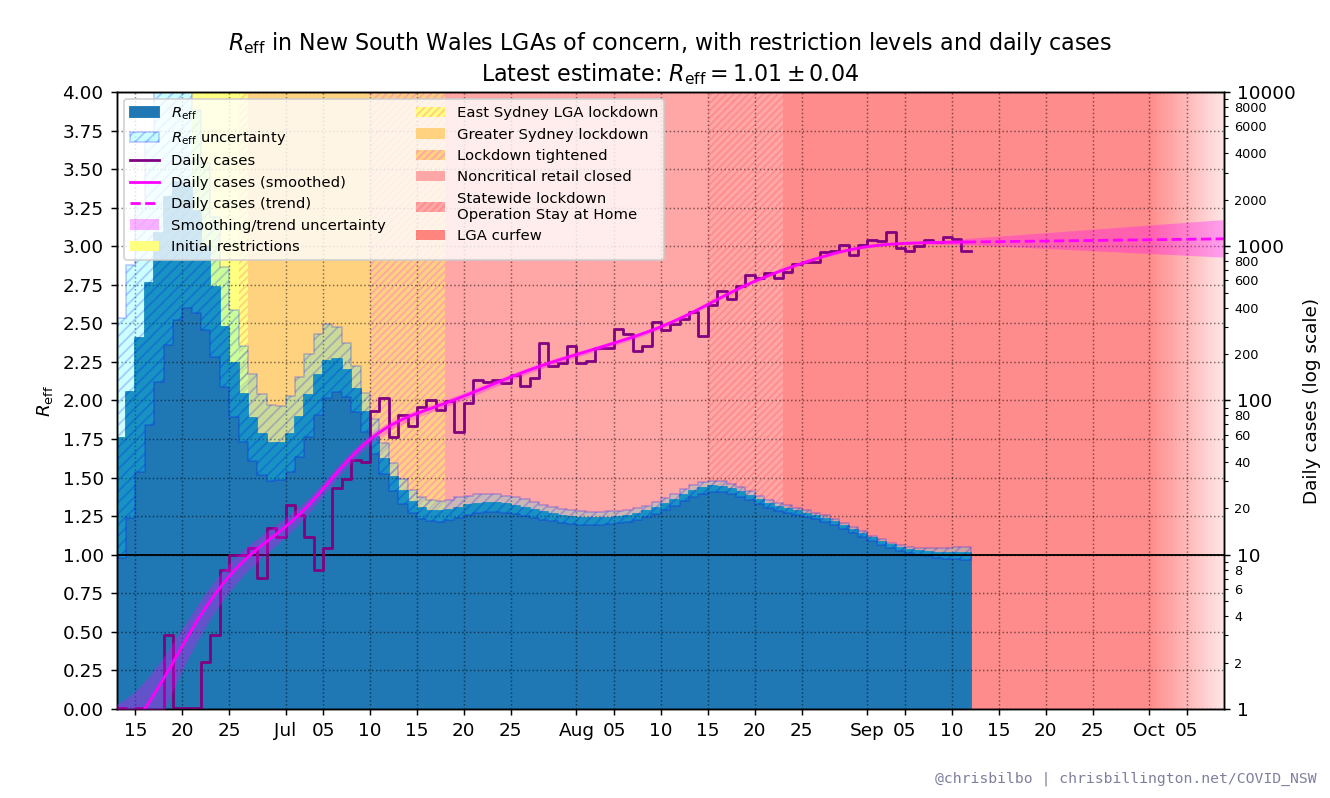 Reff in New South Wales LGAs of concern, with restriction levels and daily cases
Latest estimate: Reff = 1.01 ± 0.04
Reff
Reff uncertainty
Daily cases
Daily cases (smoothed)
Daily cases (trend)
Smoothing/trend uncertainty
Initial restrictions
East Sydney LGA lockdown
Greater Sydney lockdown
Lockdown tightened
Noncritical retail closed
Statewide lockdown
Operation Stay at Home
LGA curfew
4.00
3.75
3.50
3.25
3.00
2.75
2.50
2.25
2.00
1.75
1.50
1.25
1.00
0.75
0.50
0.25
0.00
Reff
10000
8000
6000
4000
2000
1000
800
600
400
200
100
80
60
40
20
10
8
6
4
2
1
Daily cases (log scale)
15 20 25 Jul 05 10 15 20 25 Aug 05 10 15 20 25 Sep 05 10 15 20 25 Oct 05
@chrisbilbo | chrisbillington.net/COVID_NSW